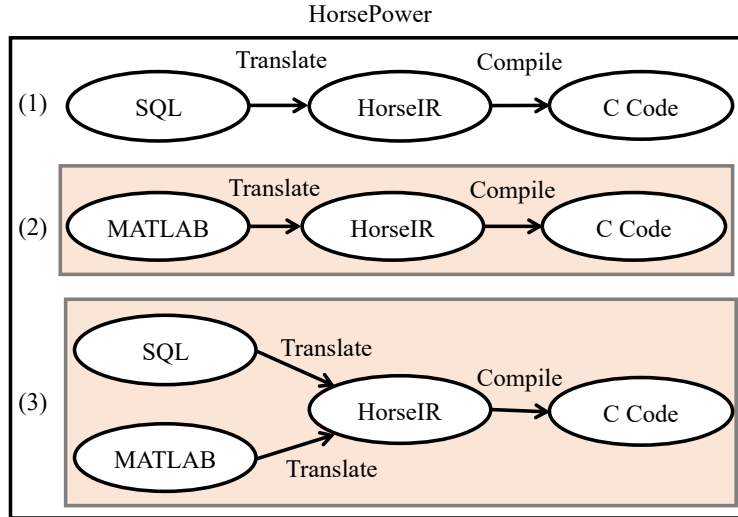 HorsePower
Translate Compile
(1) SQL HorseIR C Code
Translate Compile
(2) MATLAB HorseIR C Code
SQL Translate
Compile
(3) HorseIR C Code
MATLAB Translate